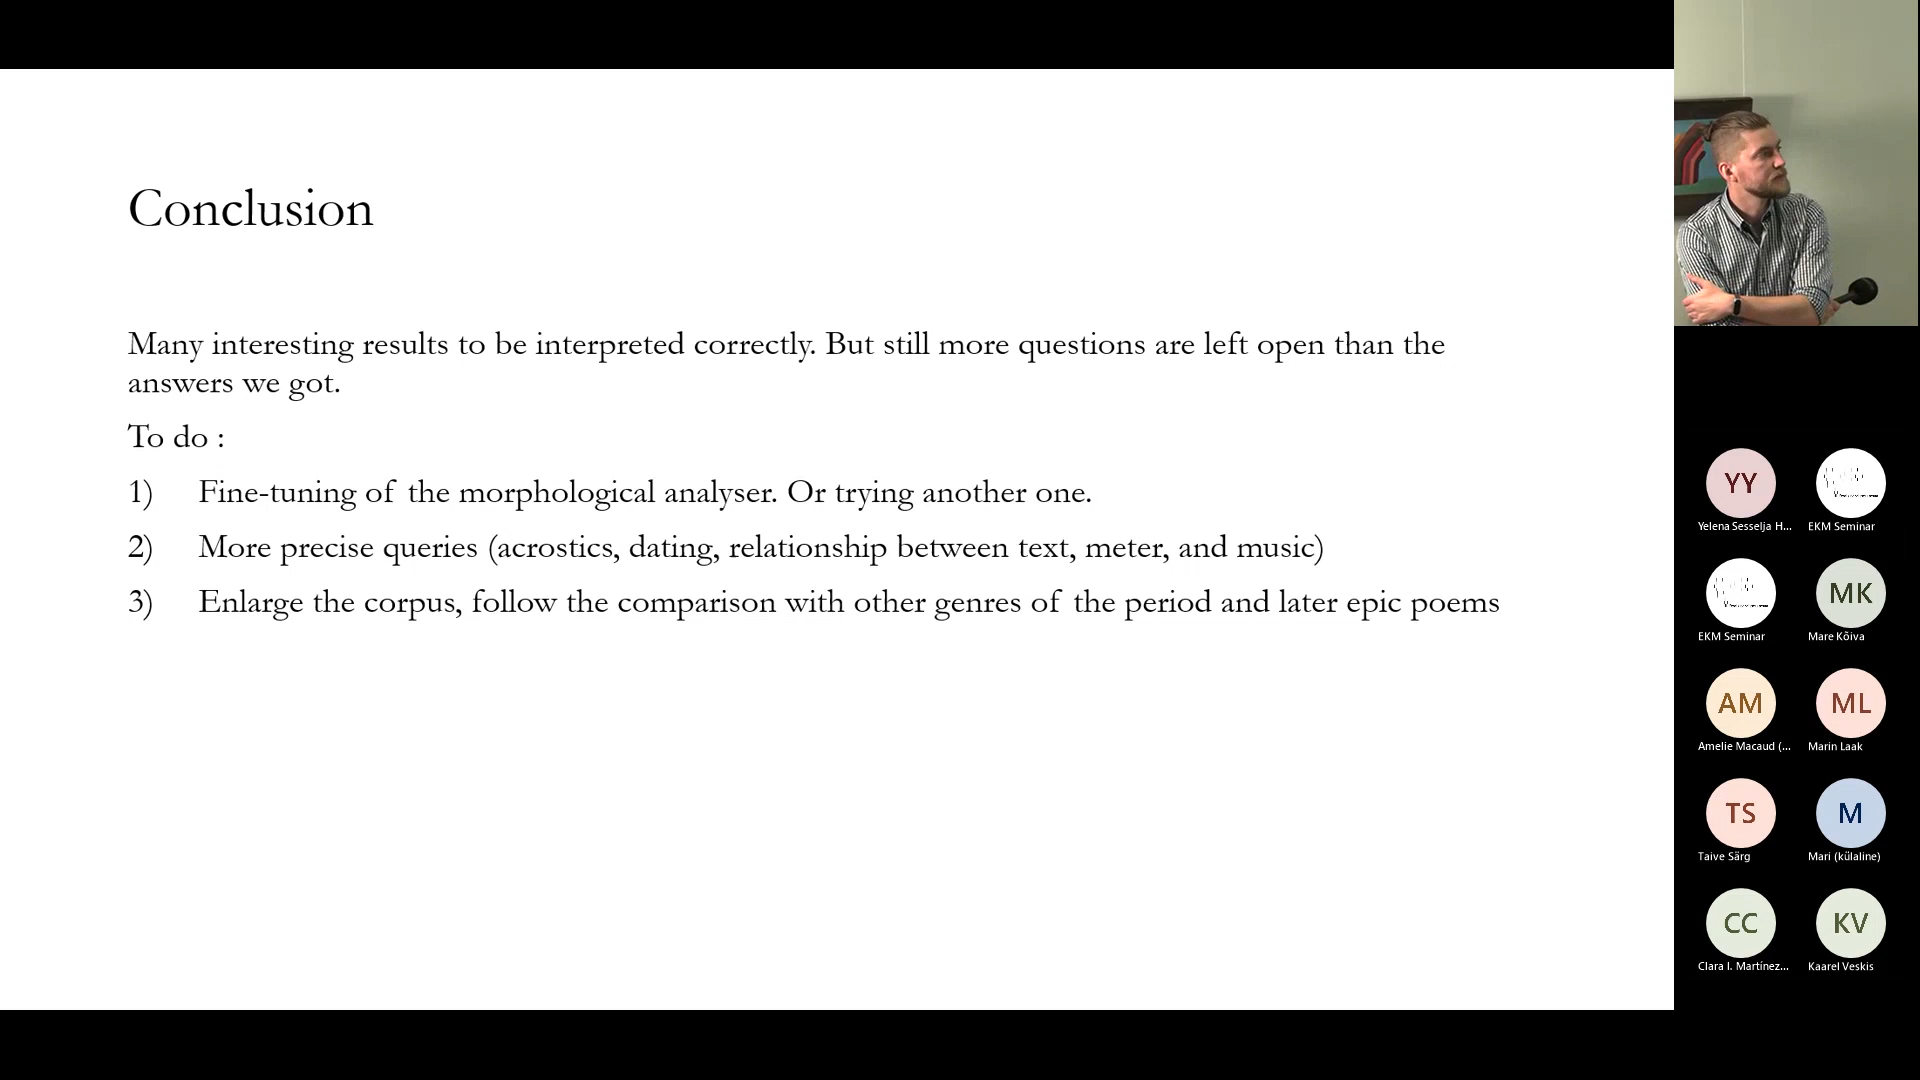 Conclusion
Many interesting results to be interpreted correctly. But still more questions are left open than the
answers we got.
To do :
1) Fine-tuning of the morphological analyser. Or trying another one.
2) More precise queries (acrostics, dating, relationship between text, meter, and music)
3) Enlarge the corpus, follow the comparison with other genres of the period and later epic poems
YY
Yelena Sesselja H...
EKM Seminar
EKM Seminar
MK
Mare Kõiva
AM
Amelie Macaud (...
ML
Marin Laak
TS
Taive Särg
M
Mari (külaline)
CC
Clara I. Martínez...
KV
Kaarel Veskis